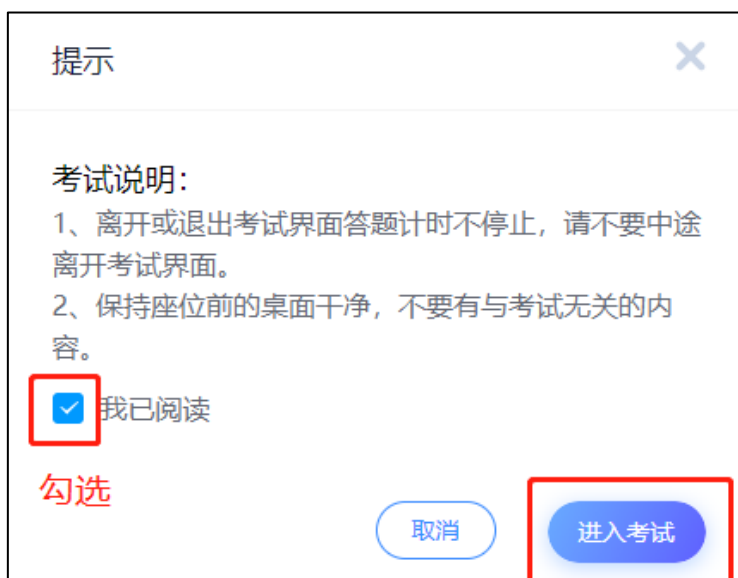 提示
考试说明：
1、离开或退出考试界面答题计时不停止，请不要中途
离开考试界面。
2、保持座位前的桌面干净，不要有与考试无关的内
容。
我已阅读
勾选
取消
进入考试